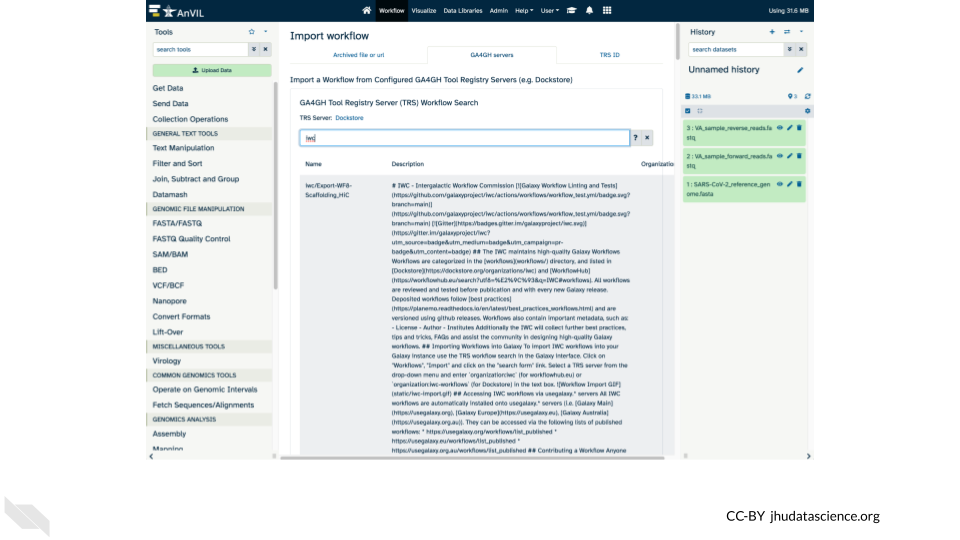 AnVIL
Workflow Visualize Data Libraries Admin Help User
Using 31.6 MB
Tools
search tools
Upload Data
Get Data
Send Data
Collection Operations
GENERAL TEXT TOOLS
Text Manipulation
Filter and Sort
Join, Subtract and Group
Datamash
GENOMIC FILE MANIPULATION
FASTA/FASTQ
FASTQ Quality Control
SAM/BAM
BED
VCF/BCF
Nanopore
Convert Formats
Lift-Over
MISCELLANEOUS TOOLS
Virology
COMMON GENOMICS TOOLS
Operate on Genomic Intervals
Fetch Sequences/Alignments
GENOMICS ANALYSIS
Assembly
Mapping
Import workflow
Archived file or url
GA4GH servers
TRS ID
Import a Workflow from Configured GA4GH Tool Registry Servers (e.g. Dockstore)
GA4GH Tool Registry Server (TRS) Workflow Search
TRS Server: Dockstore
iwc
? ×
Name
Description
Organizatio
iwc/Export-WF8-
Scaffolding_HIC
# IWC - Intergalactic Workflow Commission [![Galaxy Workflow Linting and Tests]
(https://github.com/galaxyproject/iwc/actions/workflows/workflow_test.yml/badge.svg?
branch=main)]
(https://github.com/galaxyproject/iwc/actions/workflows/workflow_test.yml/badge.svg?
branch=main) [![Gitter](https://badges.gitter.im/galaxyproject/iwc.svg)]
(https://gitter.im/galaxyproject/iwc?
utm_source=badge&utm_medium=badge&utm_campaign=pr-
badge&utm_content=badge) ## The IWC maintains high-quality Galaxy Workflows
Workflows are categorized in the [workflows](workflows/) directory, and listed in
[Dockstore](https://dockstore.org/organizations/iwc) and [WorkflowHub]
(https://workflowhub.eu/search?utf8=%E2%9C%93&q=IWC#workflows). All workflows
are reviewed and tested before publication and with every new Galaxy release.
Deposited workflows follow [best practices]
(https://planemo.readthedocs.io/en/latest/best_practices_workflows.html) and are
versioned using github releases. Workflows also contain important metadata, such as:
- License - Author - Institutes Additionally the IWC will collect further best practices,
tips and tricks, FAQs and assist the community in designing high-quality Galaxy
workflows. ## Importing Workflows into Galaxy To import IWC workflows into your
Galaxy instance use the TRS workflow search in the Galaxy interface. Click on
"Workflows", "Import" and click on the "search form" link. Select a TRS server from the
drop-down menu and enter `organization:iwc` (for workflowhub.eu) or
`organization:iwc-workflows` (for Dockstore) in the text box. ![Workflow Import GIF]
(static/iwc-import.gif) ## Accessing IWC workflows via usegalaxy.* servers All IWC
workflows are automatically installed onto usegalaxy.* servers (i.e. [Galaxy Main]
(https://usegalaxy.org), [Galaxy Europe](https://usegalaxy.eu), [Galaxy Australia]
(https://usegalaxy.org.au)). They can be accessed via the following lists of published
workflows: * https://usegalaxy.org/workflows/list_published *
https://usegalaxy.eu/workflows/list_published *
https://usegalaxy.org.au/workflows/list_published ## Contributing a Workflow Anyone
History
search datasets
Unnamed history
33.1 MB
3
3 : VA_sample_reverse_reads.fa
stq
2 : VA_sample_forward_reads.fa
stq
1 : SARS-CoV-2_reference_gen
ome.fasta
CC-BY jhudatascience.org